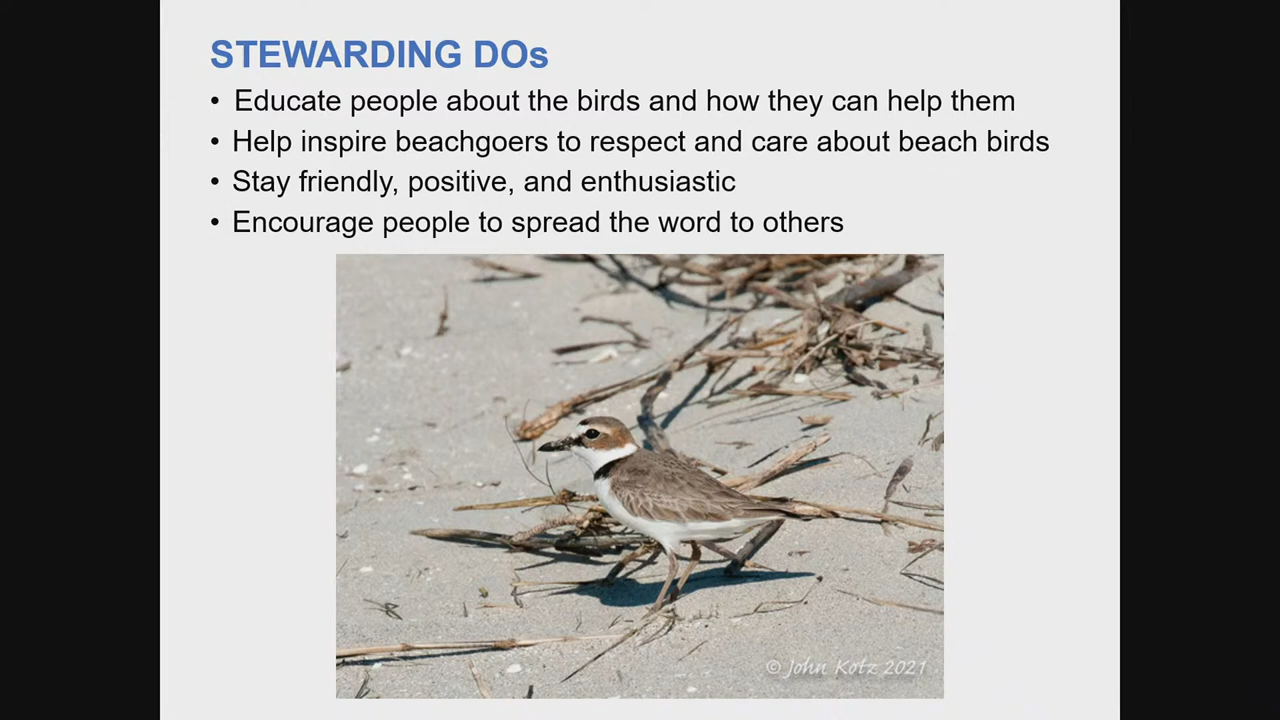 STEWARDING DOs
• Educate people about the birds and how they can help them
• Help inspire beachgoers to respect and care about beach birds
• Stay friendly, positive, and enthusiastic
• Encourage people to spread the word to others
© John Kotz 2021